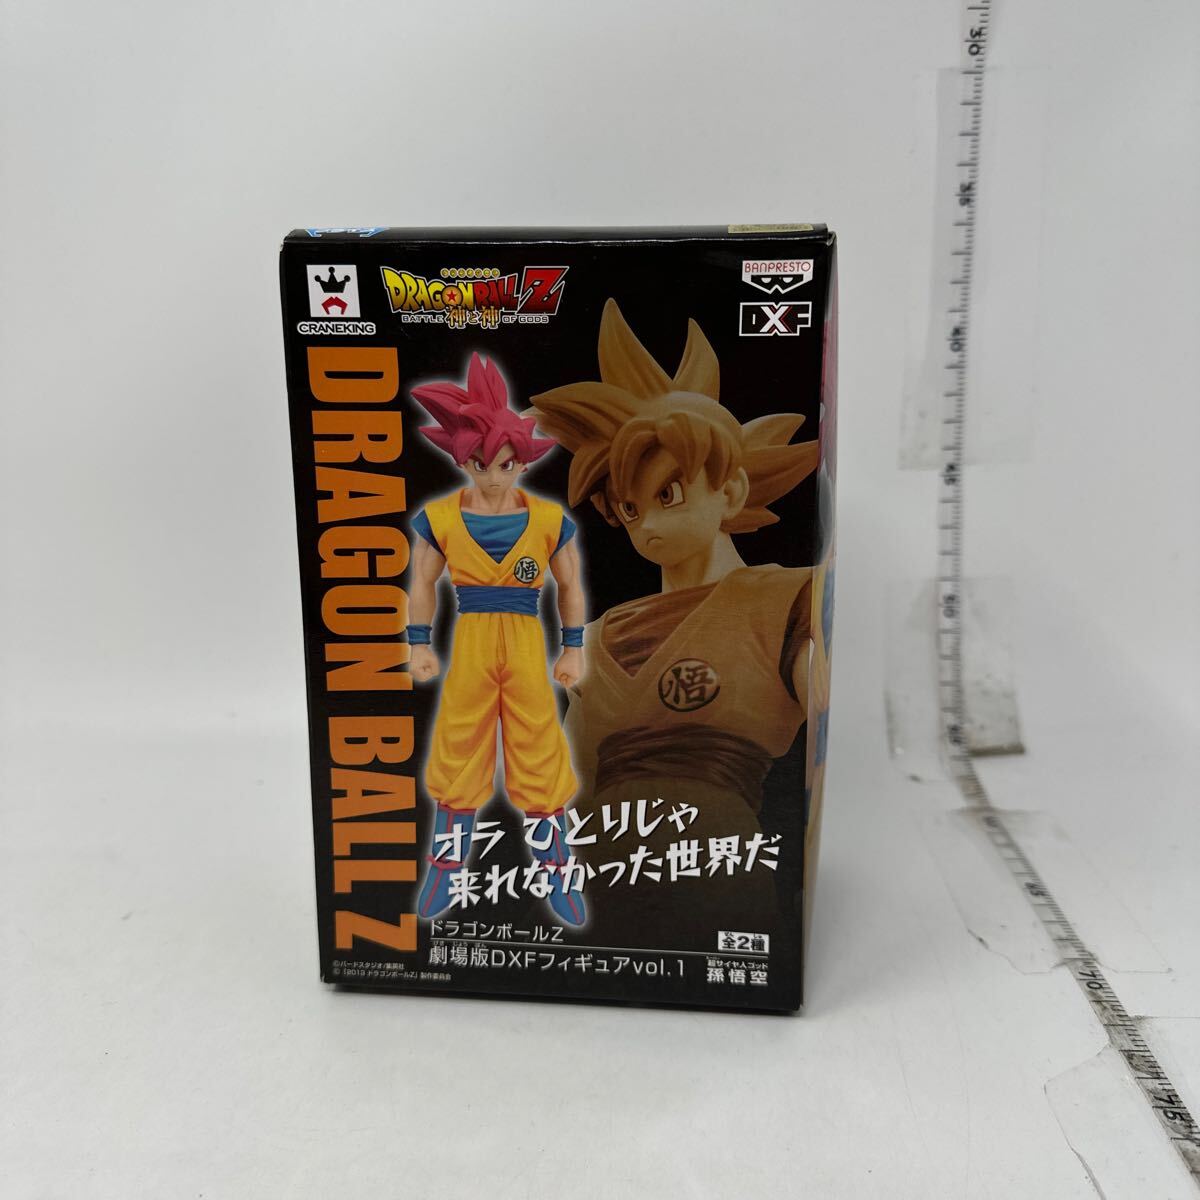 CRANEKING
DRAGONBALL Z
BATTLE 神と神 OF GODS
BANPRESTO
DXF
DRAGON BALL Z
悟
悟
オラ ひとりじゃ
来れなかった世界だ
ドラゴンボールZ
劇場版DXFフィギュアvol.1
全2種
超サイヤ人ゴッド
孫悟空
©バードスタジオ/集英社
©「2013 ドラゴンボールZ」製作委員会